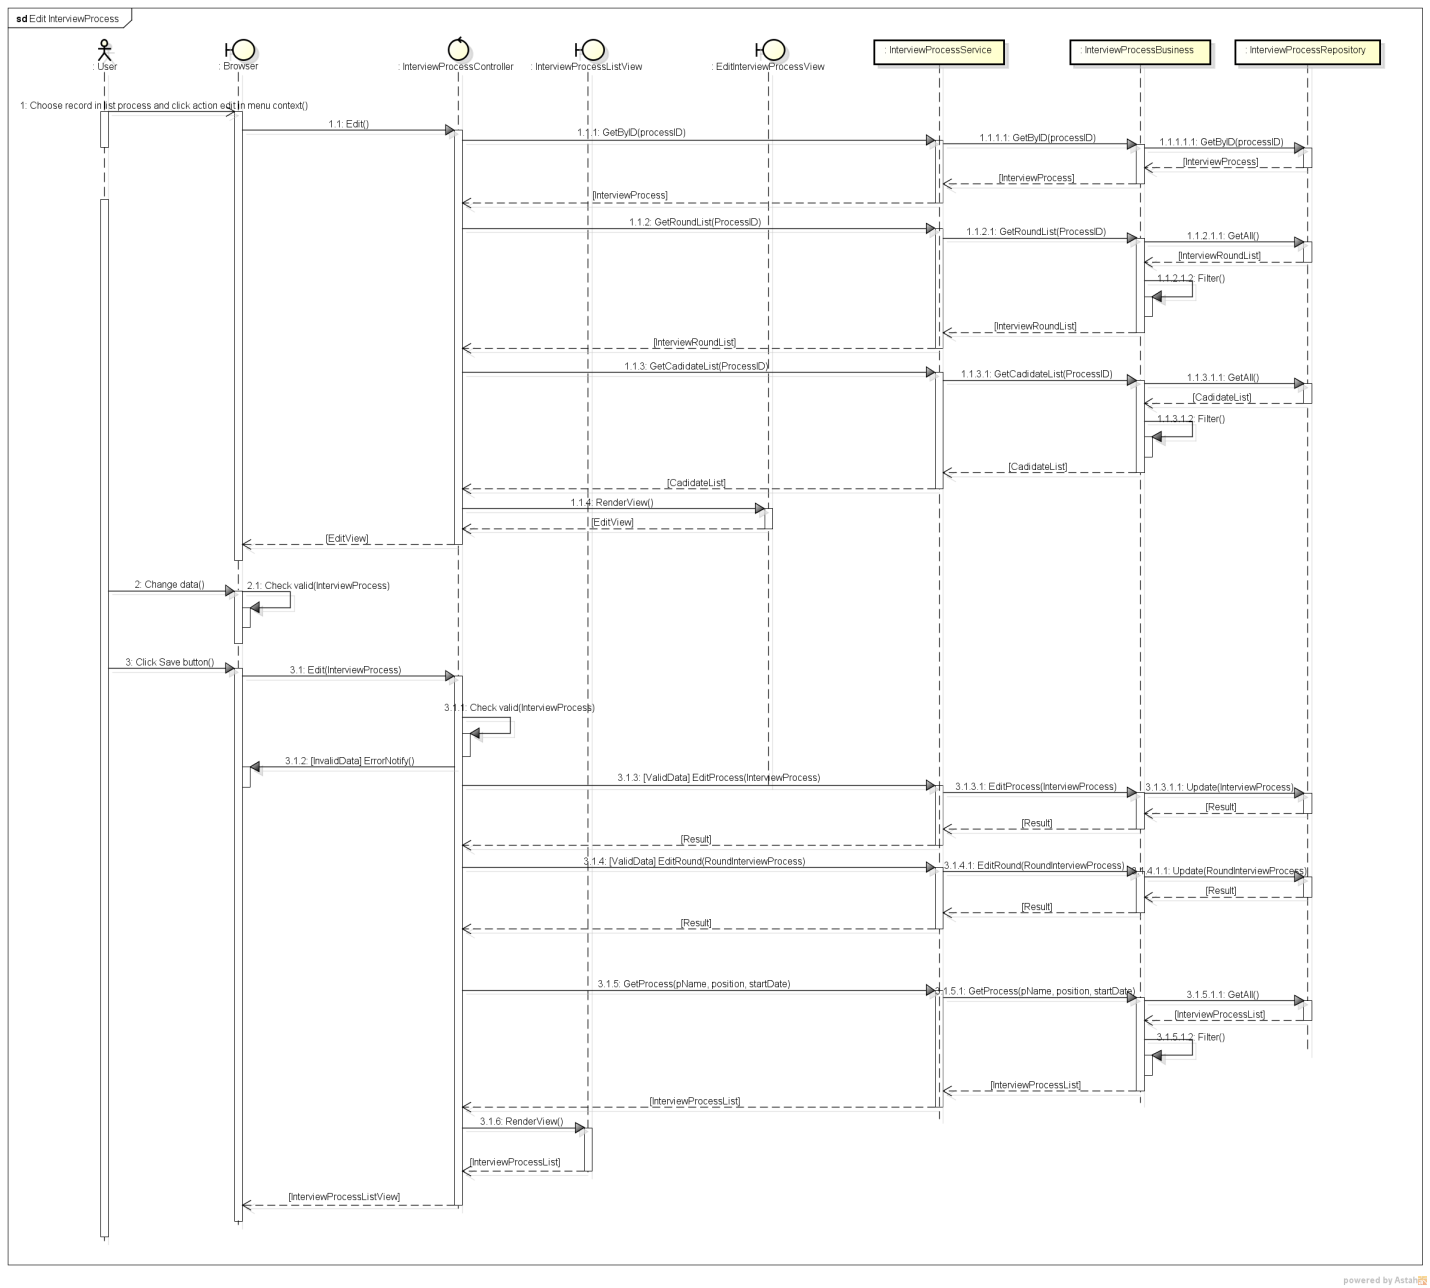 sd Edit InterviewProcess
: User
: Browser
: InterviewProcessController
: InterviewProcessListView
: EditInterviewProcessView
: InterviewProcessService
: InterviewProcessBusiness
: InterviewProcessRepository
1: Choose record in list process and click action edit in menu context()
1.1: Edit()
1.1.1: GetByID(processID)
1.1.1.1: GetByID(processID)
1.1.1.1.1: GetByID(processID)
[InterviewProcess]
[InterviewProcess]
[InterviewProcess]
1.1.2: GetRoundList(ProcessID)
1.1.2.1: GetRoundList(ProcessID)
1.1.2.1.1: GetAll()
[InterviewRoundList]
1.1.2.1.2: Filter()
[InterviewRoundList]
[InterviewRoundList]
1.1.3: GetCadidateList(ProcessID)
1.1.3.1: GetCadidateList(ProcessID)
1.1.3.1.1: GetAll()
[CadidateList]
1.1.3.1.2: Filter()
[CadidateList]
[CadidateList]
1.1.4: RenderView()
[EditView]
[EditView]
2: Change data()
2.1: Check valid(InterviewProcess)
3: Click Save button()
3.1: Edit(InterviewProcess)
3.1.1: Check valid(InterviewProcess)
3.1.2: [InvalidData] ErrorNotify()
3.1.3: [ValidData] EditProcess(InterviewProcess)
3.1.3.1: EditProcess(InterviewProcess)
3.1.3.1.1: Update(InterviewProcess)
[Result]
[Result]
[Result]
3.1.4: [ValidData] EditRound(RoundInterviewProcess)
3.1.4.1: EditRound(RoundInterviewProcess)
3.1.4.1.1: Update(RoundInterviewProcess)
[Result]
[Result]
[Result]
3.1.5: GetProcess(pName, position, startDate)
3.1.5.1: GetProcess(pName, position, startDate)
3.1.5.1.1: GetAll()
[InterviewProcessList]
3.1.5.1.2: Filter()
[InterviewProcessList]
[InterviewProcessList]
3.1.6: RenderView()
[InterviewProcessList]
[InterviewProcessListView]
powered by Astah